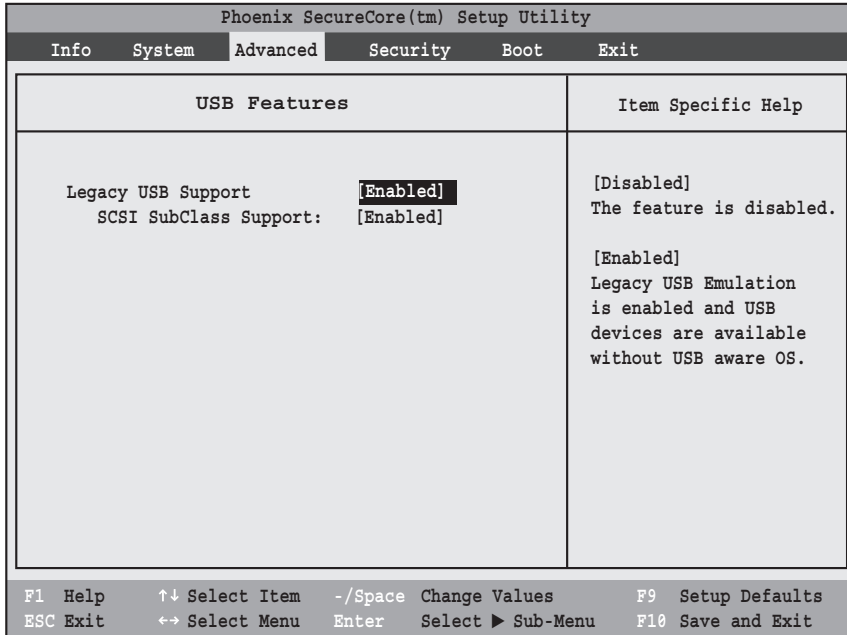 Phoenix SecureCore(tm) Setup Utility
Info System Advanced Security Boot Exit
USB Features
Item Specific Help
Legacy USB Support [Enabled]
SCSI SubClass Support: [Enabled]
[Disabled]
The feature is disabled.
[Enabled]
Legacy USB Emulation
is enabled and USB
devices are available
without USB aware OS.
F1 Help ↑↓ Select Item -/Space Change Values F9 Setup Defaults
ESC Exit ←→ Select Menu Enter Select ▶ Sub-Menu F10 Save and Exit